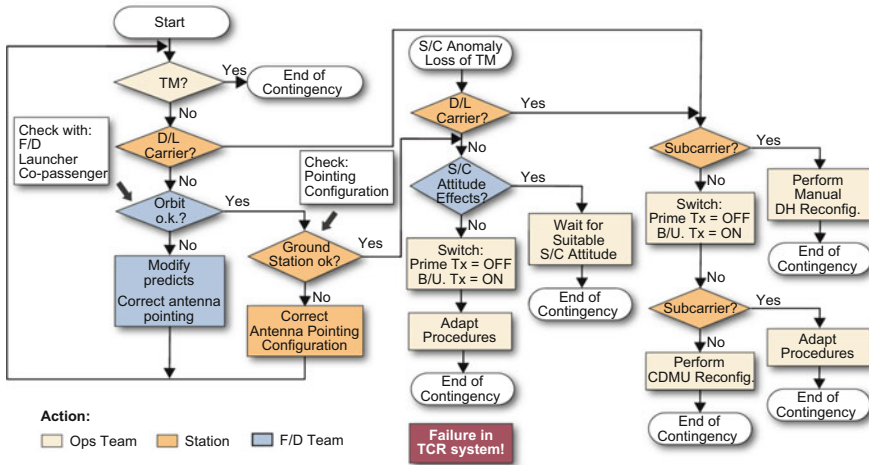 Start
TM?
Yes
End of
Contingency
No
D/L
Carrier?
No
Check with:
F/D
Launcher
Co-passenger
Orbit
o.k.?
Yes
No
Modify
predicts
Correct antenna
pointing
Check:
Pointing
Configuration
Ground
Station ok?
Yes
No
Correct
Antenna Pointing
Configuration
S/C Anomaly
Loss of TM
D/L
Carrier?
Yes
No
S/C
Attitude
Effects?
Yes
No
Wait for
Suitable
S/C Attitude
End of
Contingency
Switch:
Prime Tx = OFF
B/U. Tx = ON
Adapt
Procedures
End of
Contingency
Subcarrier?
Yes
No
Perform
Manual
DH Reconfig.
End of
Contingency
Switch:
Prime Tx = OFF
B/U. Tx = ON
No
Subcarrier?
Yes
No
Adapt
Procedures
End of
Contingency
Perform
CDMU Reconfig.
End of
Contingency
Action:
Ops Team
Station
F/D Team
Failure in
TCR system!